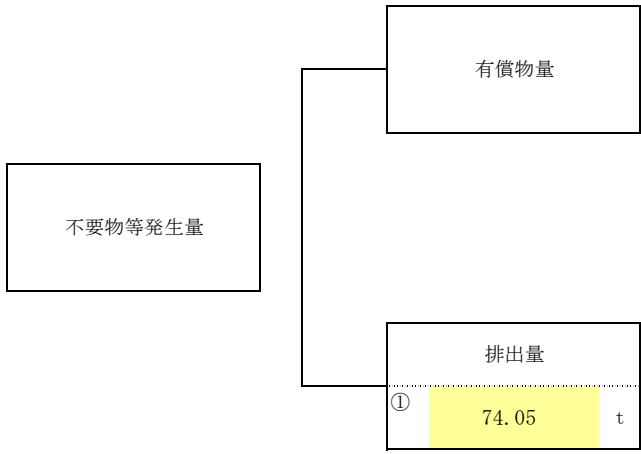 有償物量
不要物等発生量
排出量
①
74.05 t